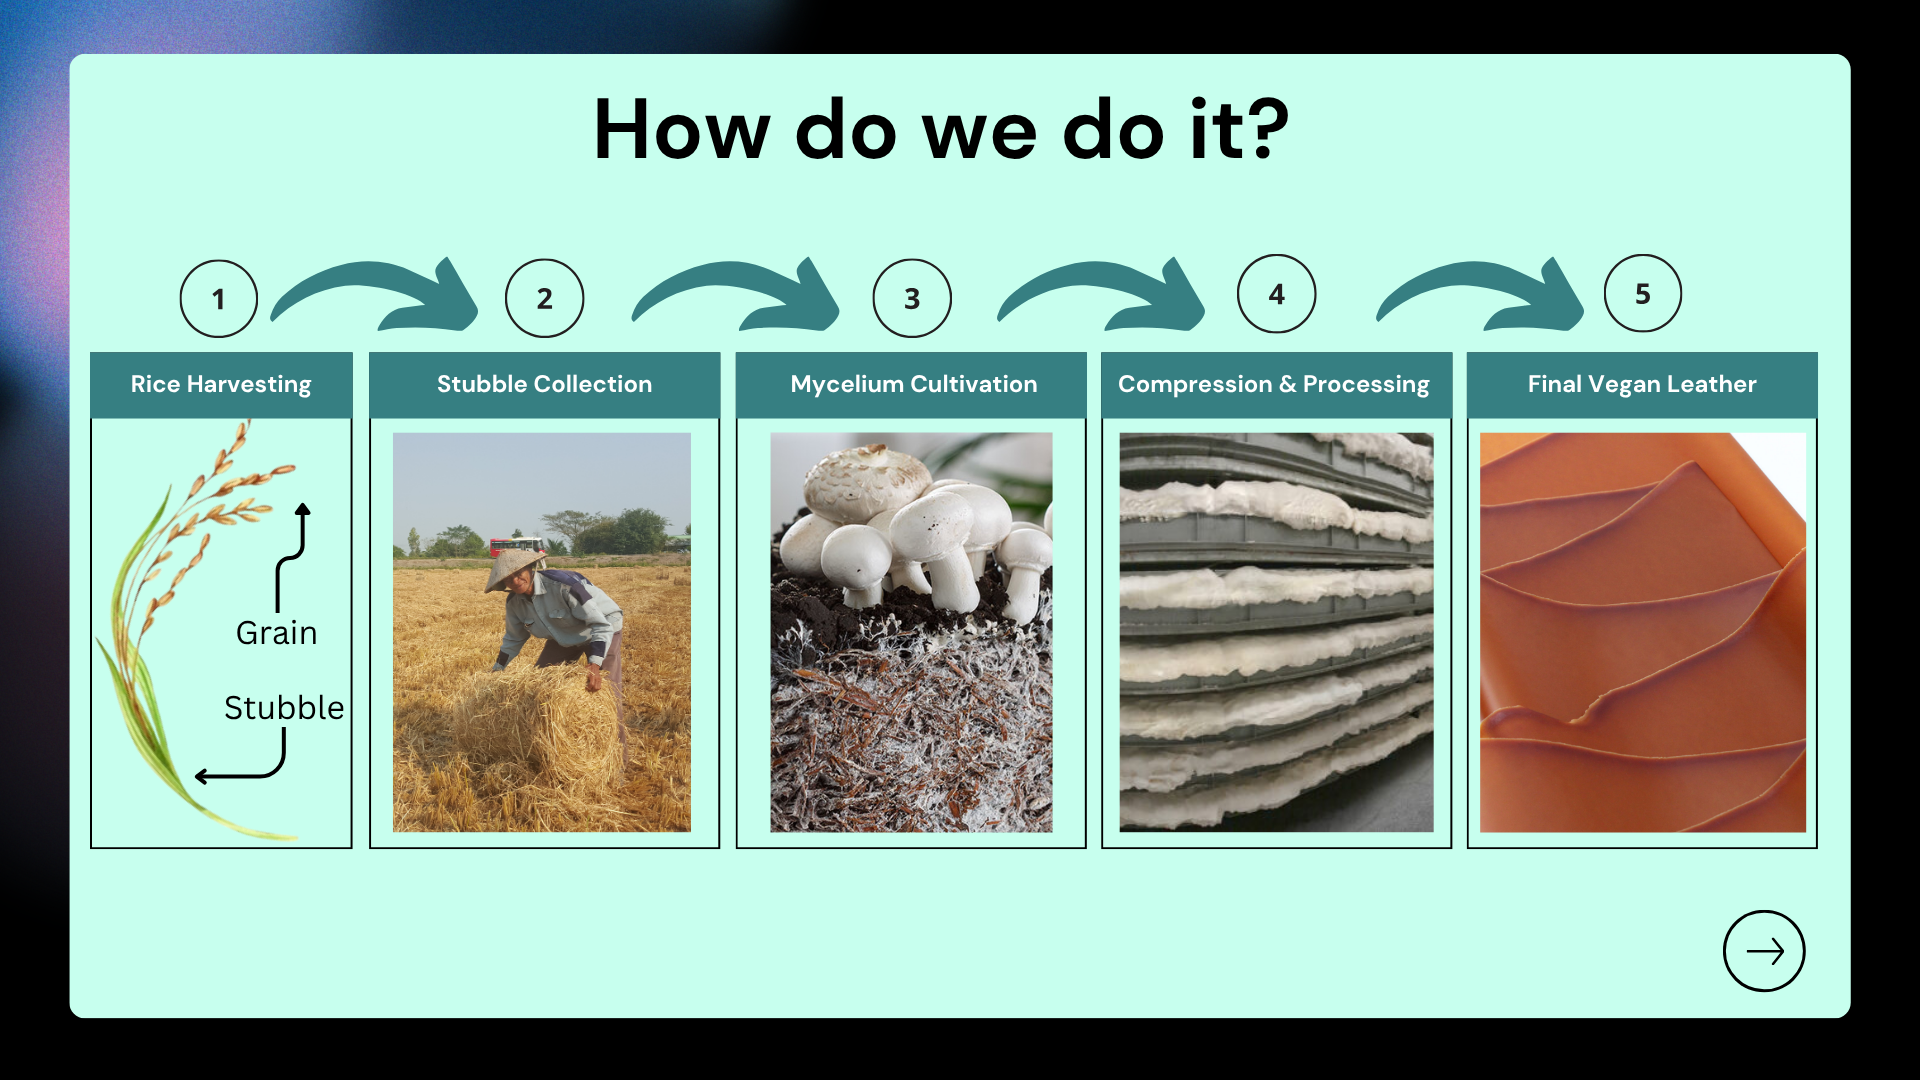 How do we do it?
1
2
3
4
5
Rice Harvesting
Stubble Collection
Mycelium Cultivation
Compression & Processing
Final Vegan Leather
Grain
Stubble